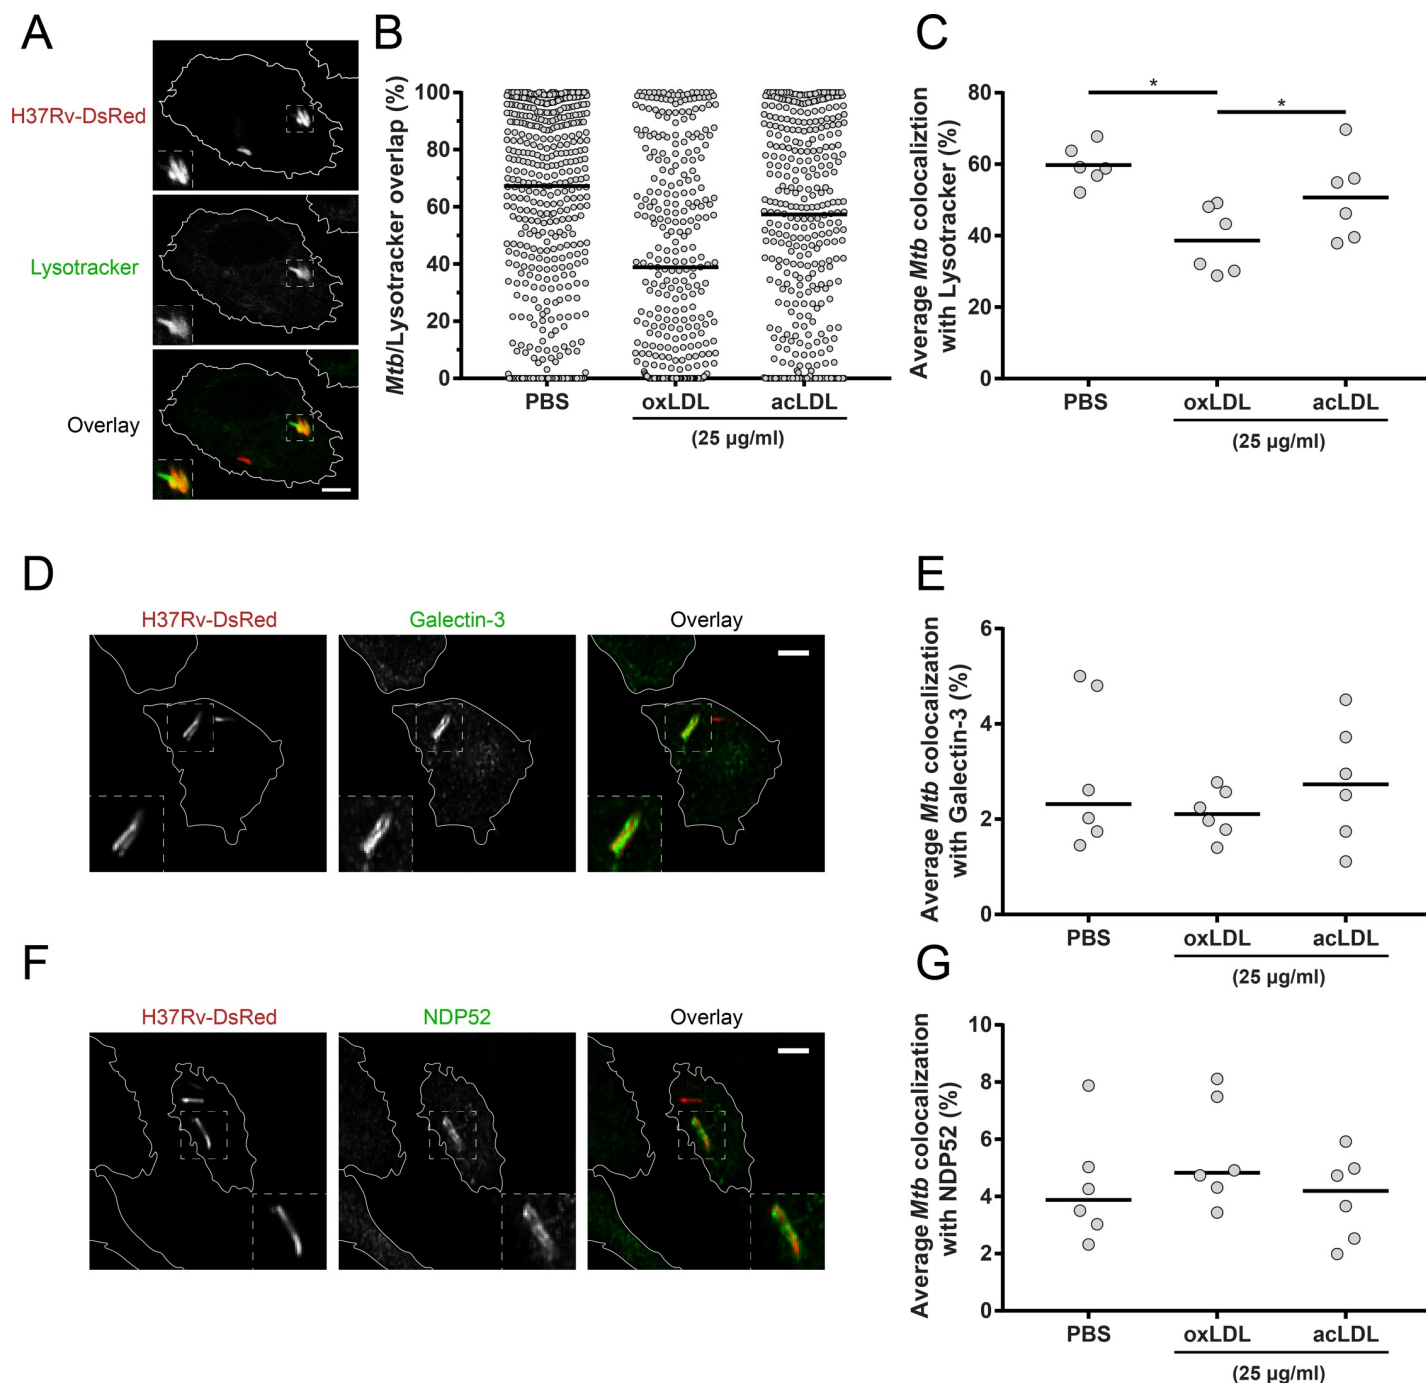 A
H37Rv-DsRed
Lysotracker
Overlay
B
Mtb/Lysotracker overlap (%)
100
80
60
40
20
0
PBS
oxLDL
acLDL
(25 µg/ml)
C
Average Mtb colocaliztion
with Lysotracker (%)
80
60
40
20
0
*
*
PBS
oxLDL
acLDL
(25 µg/ml)
D
H37Rv-DsRed
Galectin-3
Overlay
E
Average Mtb colocalization
with Galectin-3 (%)
6
4
2
0
PBS
oxLDL
acLDL
(25 µg/ml)
F
H37Rv-DsRed
NDP52
Overlay
G
Average Mtb colocalization
with NDP52 (%)
10
8
6
4
2
0
PBS
oxLDL
acLDL
(25 µg/ml)